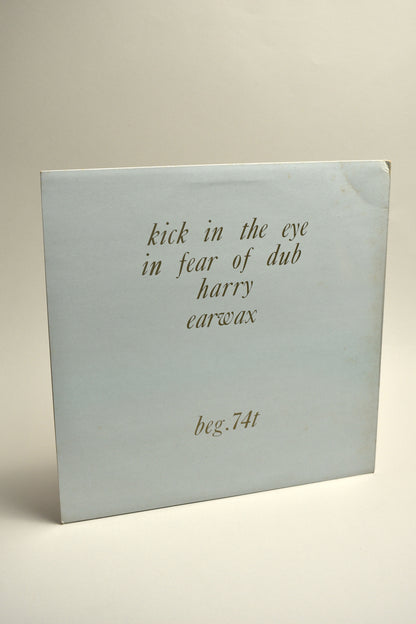 kick in the eye
in fear of dub
harry
earwax
beg.74t